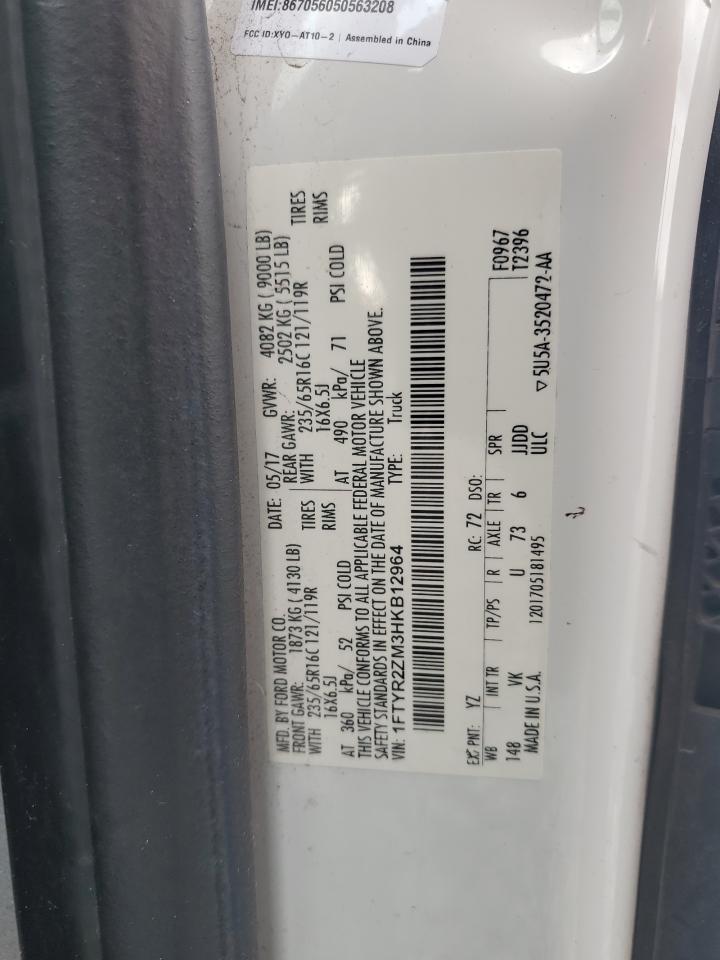 IMEI:867056050563208
FCC ID:XYO-AT10-2 | Assembled in China
MFD. BY FORD MOTOR CO.
DATE: 05/17
GVWR: 4082 KG ( 9000 LB)
FRONT GAWR: 1873 KG ( 4130 LB)
REAR GAWR: 2502 KG ( 5515 LB)
WITH 235/65R16C 121/119R TIRES
WITH 235/65R16C 121/119R TIRES
16X6.5J RIMS
16X6.5J RIMS
AT 360 kPa/ 52 PSI COLD
AT 490 kPa/ 71 PSI COLD
THIS VEHICLE CONFORMS TO ALL APPLICABLE FEDERAL MOTOR VEHICLE
SAFETY STANDARDS IN EFFECT ON THE DATE OF MANUFACTURE SHOWN ABOVE.
VIN: 1FTYR2ZM3HKB12964
TYPE: Truck
EXT PNT: YZ
RC: 72 DSO:
F0967
WB | INT TR | TP/PS | R | AXLE | TR | SPR
T2396
148 VK U 73 6 JJDD
MADE IN U.S.A. 1201705181495 ULC
▽5U5A-3520472-AA